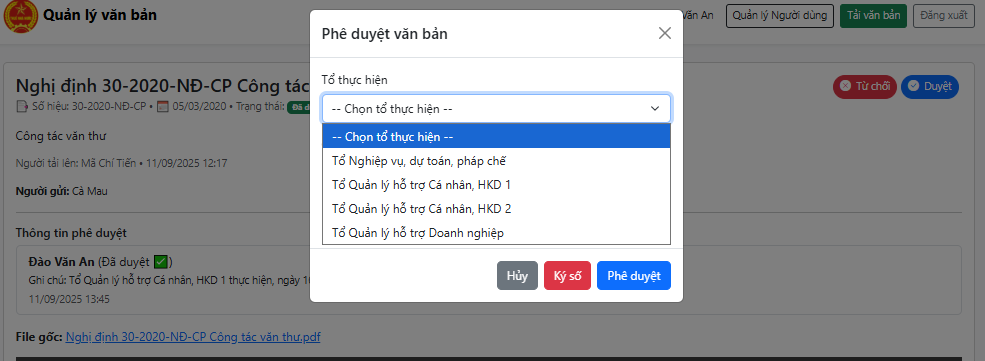 Quản lý văn bản
Văn An
Quản lý Người dùng
Tải văn bản
Đăng xuất
Phê duyệt văn bản
Nghị định 30-2020-NĐ-CP Công tác
Từ chối
Duyệt
Số hiệu: 30-2020-NĐ-CP • 05/03/2020 • Trạng thái:
Công tác văn thư
Người tải lên: Mã Chí Tiến • 11/09/2025 12:17
Người gửi: Cà Mau
Thông tin phê duyệt
Đào Văn An (Đã duyệt ✅)
Ghi chú: Tổ Quản lý hỗ trợ Cá nhân, HKD 1 thực hiện, ngày
11/09/2025 13:45
File gốc: Nghị định 30-2020-NĐ-CP Công tác văn thư.pdf
Tổ thực hiện
-- Chọn tổ thực hiện --
-- Chọn tổ thực hiện --
Tổ Nghiệp vụ, dự toán, pháp chế
Tổ Quản lý hỗ trợ Cá nhân, HKD 1
Tổ Quản lý hỗ trợ Cá nhân, HKD 2
Tổ Quản lý hỗ trợ Doanh nghiệp
Hủy
Ký số
Phê duyệt